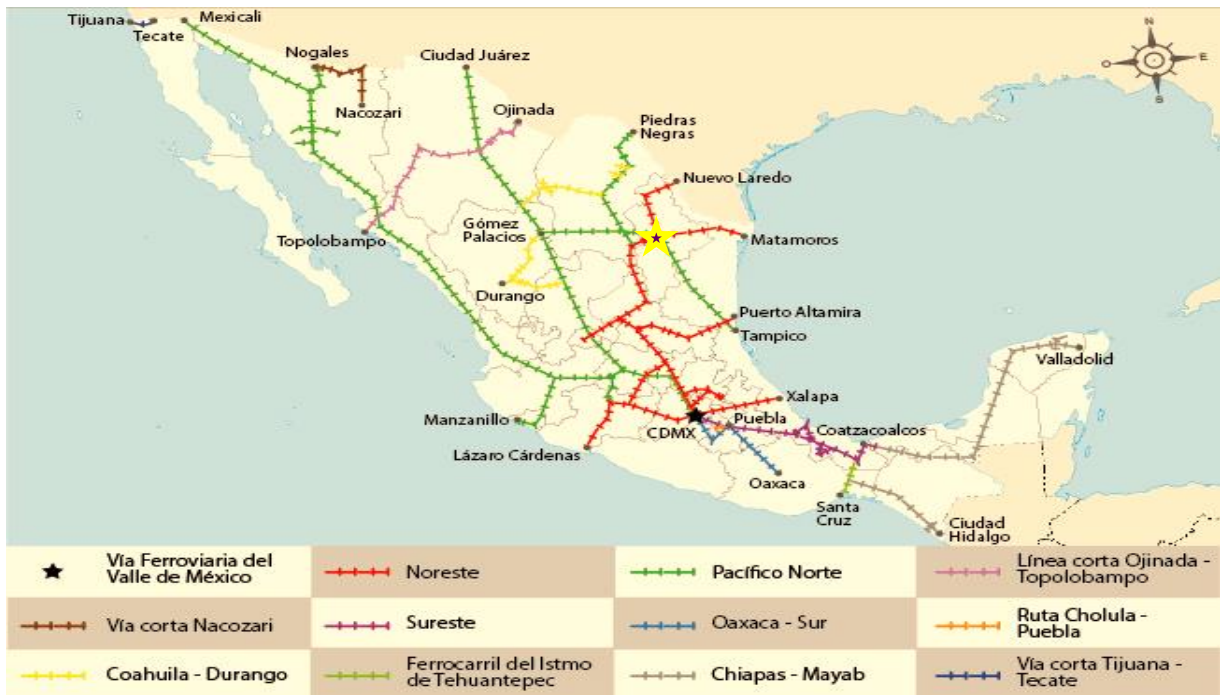 Tijuana
Tecate
Mexicali
Nogales
Nacozari
Ciudad Juárez
Ojinada
Piedras
Negras
Nuevo Laredo
Topolobampo
Gómez
Palacios
Matamoros
Durango
Puerto Altamira
Tampico
Valladolid
Manzanillo
Xalapa
CDMX
Puebla
Coatzacoalcos
Lázaro Cárdenas
Oaxaca
Santa
Cruz
Ciudad
Hidalgo
N
O
E
S
Vía Ferroviaria del
Valle de México
Noreste
Pacífico Norte
Línea corta Ojinada -
Topolobampo
Vía corta Nacozari
Sureste
Oaxaca - Sur
Ruta Cholula -
Puebla
Coahuila - Durango
Ferrocarril del Istmo
de Tehuantepec
Chiapas - Mayab
Vía corta Tijuana -
Tecate